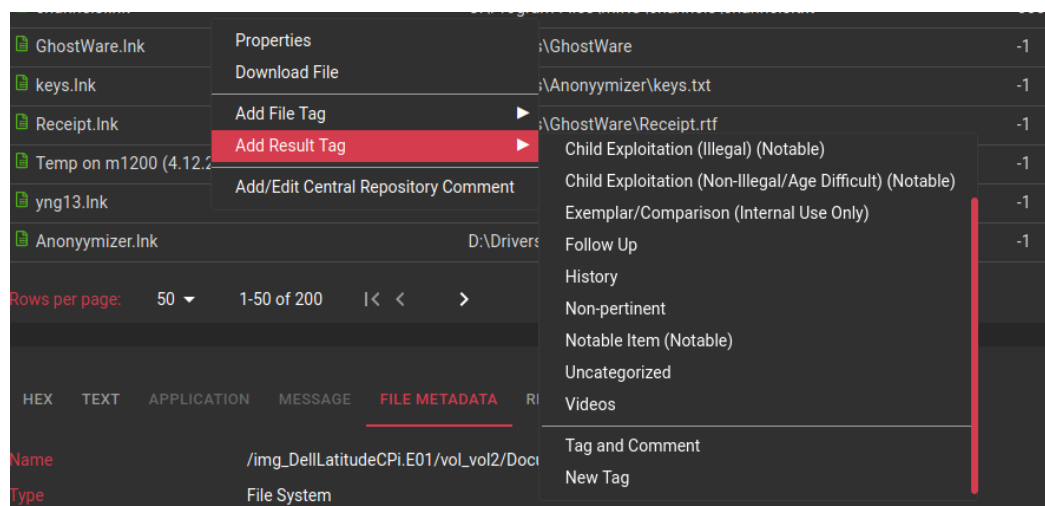 GhostWare.lnk
Properties
s\GhostWare
-1
keys.lnk
Download File
s\Anonyymizer\keys.txt
-1
Receipt.lnk
Add File Tag
s\GhostWare\Receipt.rtf
-1
Temp on m1200 (4.12.2
Add Result Tag
-1
yng13.lnk
Add/Edit Central Repository Comment
-1
Anonyymizer.lnk
D:\Drivers
-1
Child Exploitation (Illegal) (Notable)
Child Exploitation (Non-Illegal/Age Difficult) (Notable)
Exemplar/Comparison (Internal Use Only)
Follow Up
History
Non-pertinent
Notable Item (Notable)
Uncategorized
Videos
Tag and Comment
New Tag
Rows per page: 50 1-50 of 200
HEX TEXT APPLICATION MESSAGE FILE METADATA
Name /img_DellLatitudeCPi.E01/vol_vol2/Docu
Type File System